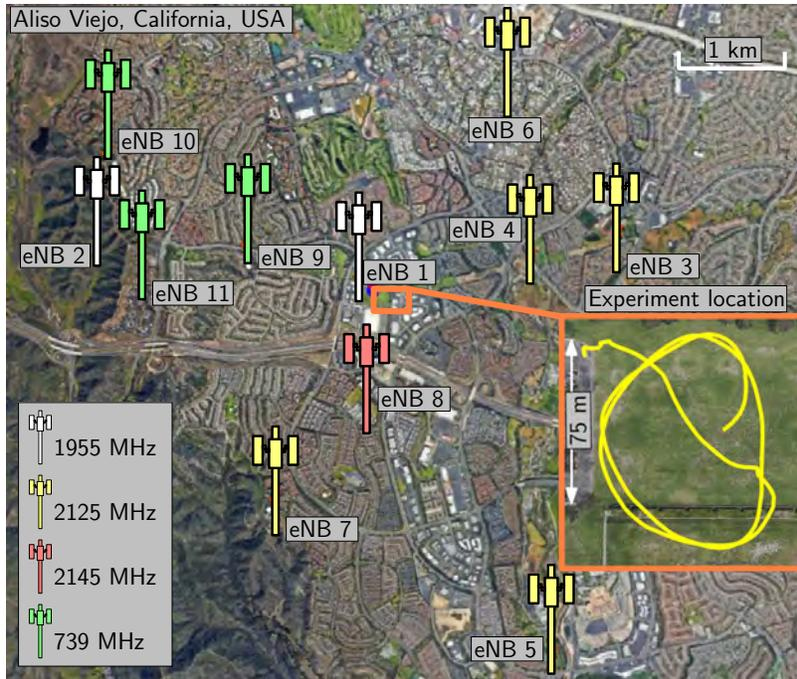 Aliso Viejo, California, USA
1 km
eNB 6
eNB 10
eNB 4
eNB 2
eNB 9
eNB 3
eNB 1
eNB 11
Experiment location
eNB 8
75 m
1955 MHz
2125 MHz
eNB 7
2145 MHz
739 MHz
eNB 5